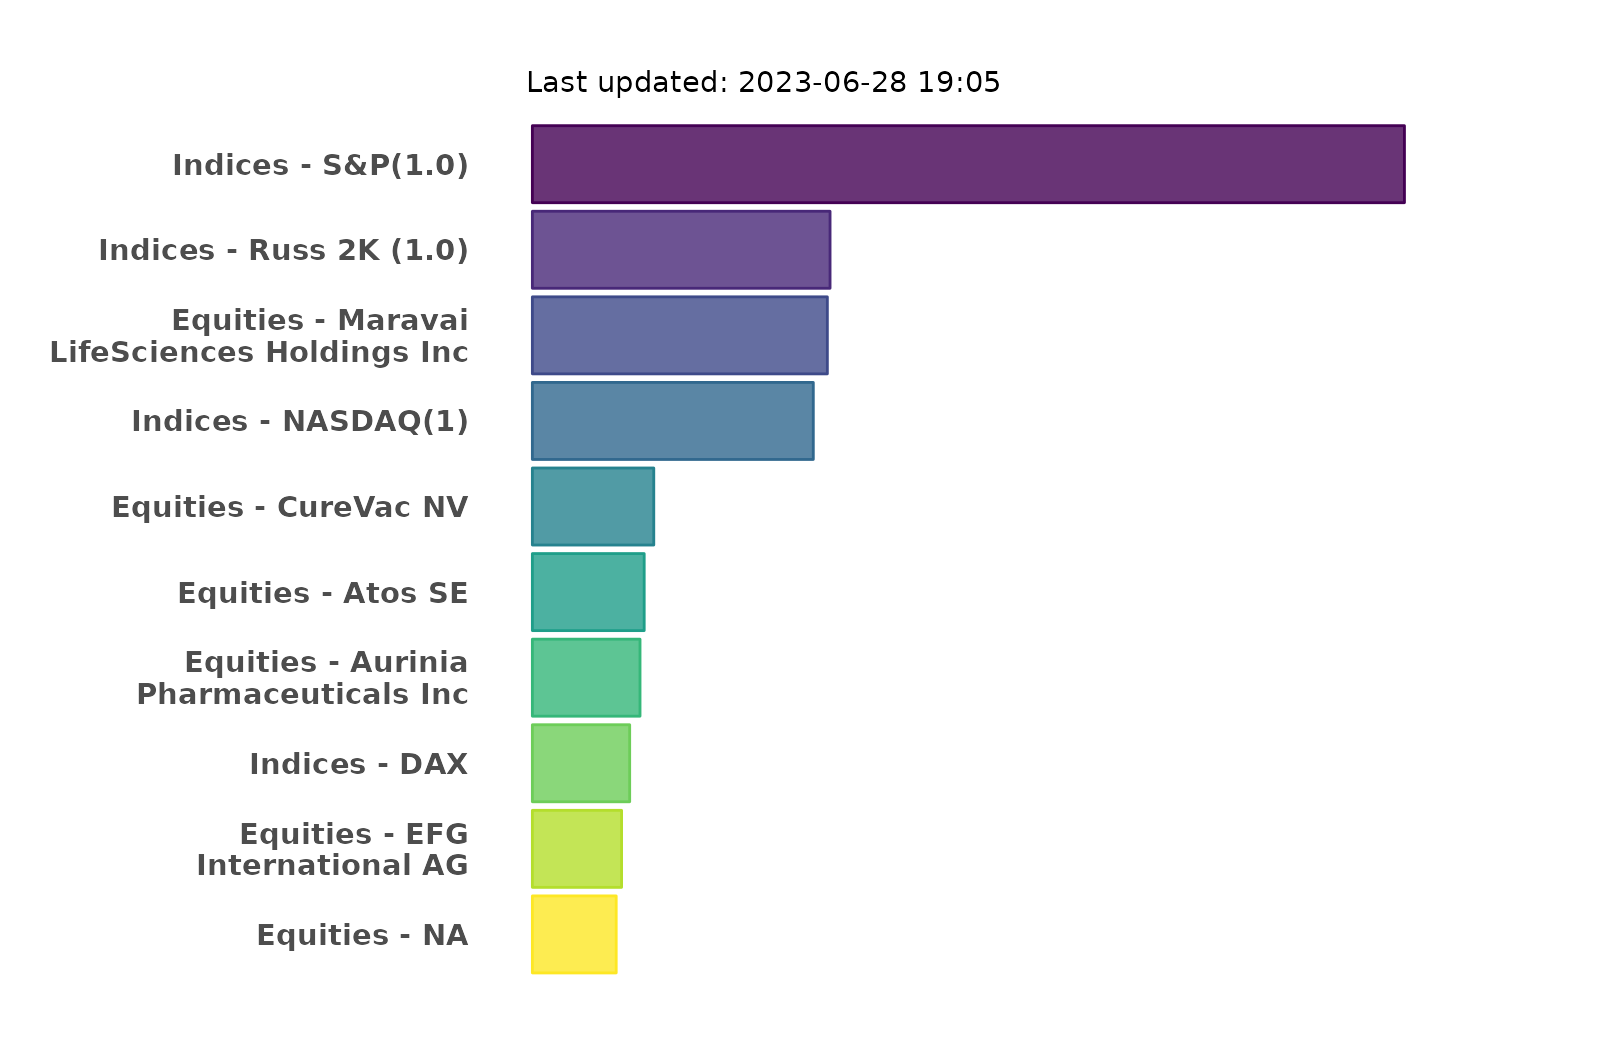 Last updated: 2023-06-28 19:05
Indices - S&P(1.0)
Indices - Russ 2K (1.0)
Equities - Maravai
LifeSciences Holdings Inc
Indices - NASDAQ(1)
Equities - CureVac NV
Equities - Atos SE
Equities - Aurinia
Pharmaceuticals Inc
Indices - DAX
Equities - EFG
International AG
Equities - NA